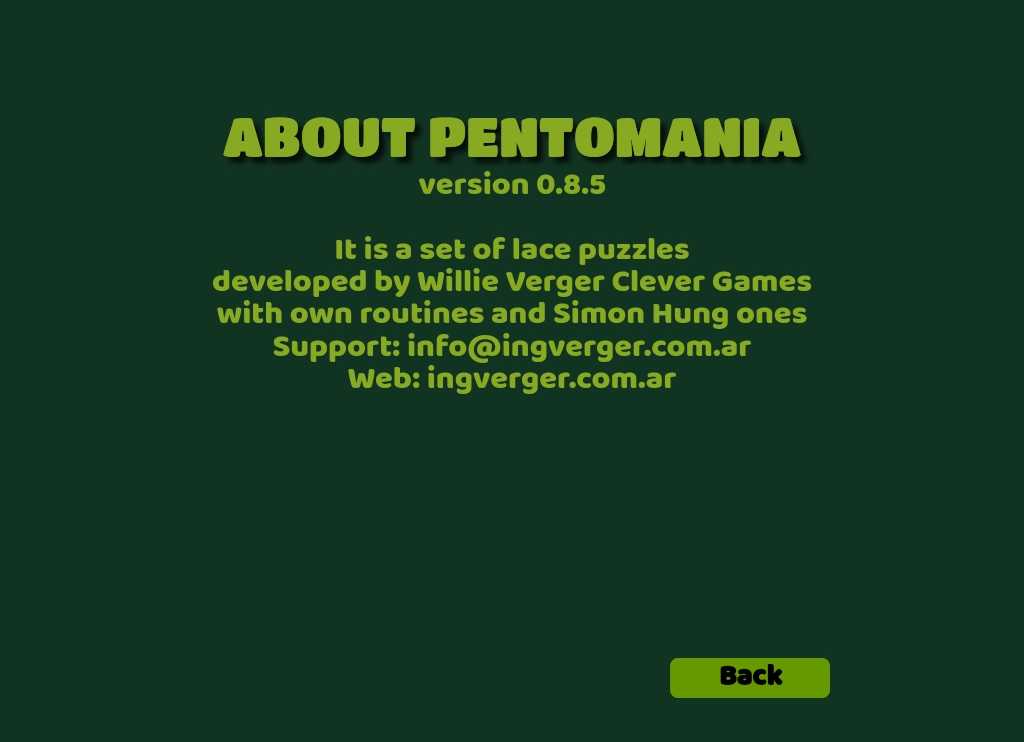 ABOUT PENTOMANIA
version 0.8.5
It is a set of lace puzzles
developed by Willie Verger Clever Games
with own routines and Simon Hung ones
Support: info@ingverger.com.ar
Web: ingverger.com.ar
Back